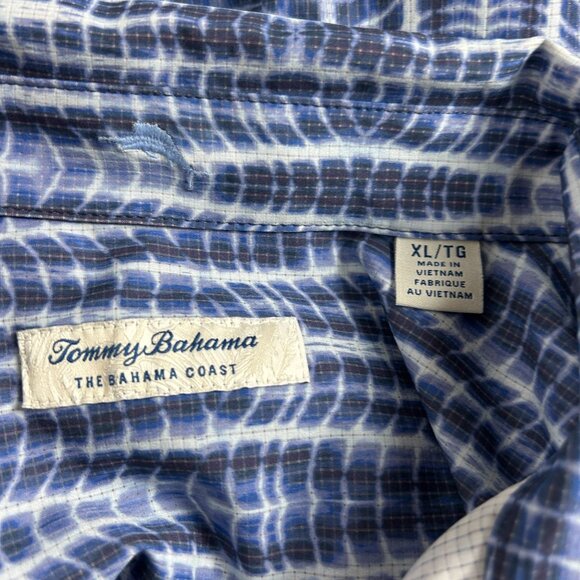 XL/TG
MADE IN
VIETNAM
FABRIQUE
AU VIETNAM
Tommy Bahama
THE BAHAMA COAST